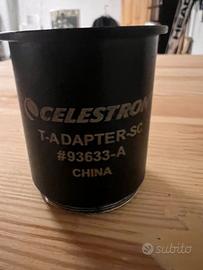 CELESTRON
T-ADAPTER-SC
#93633-A
CHINA
subito